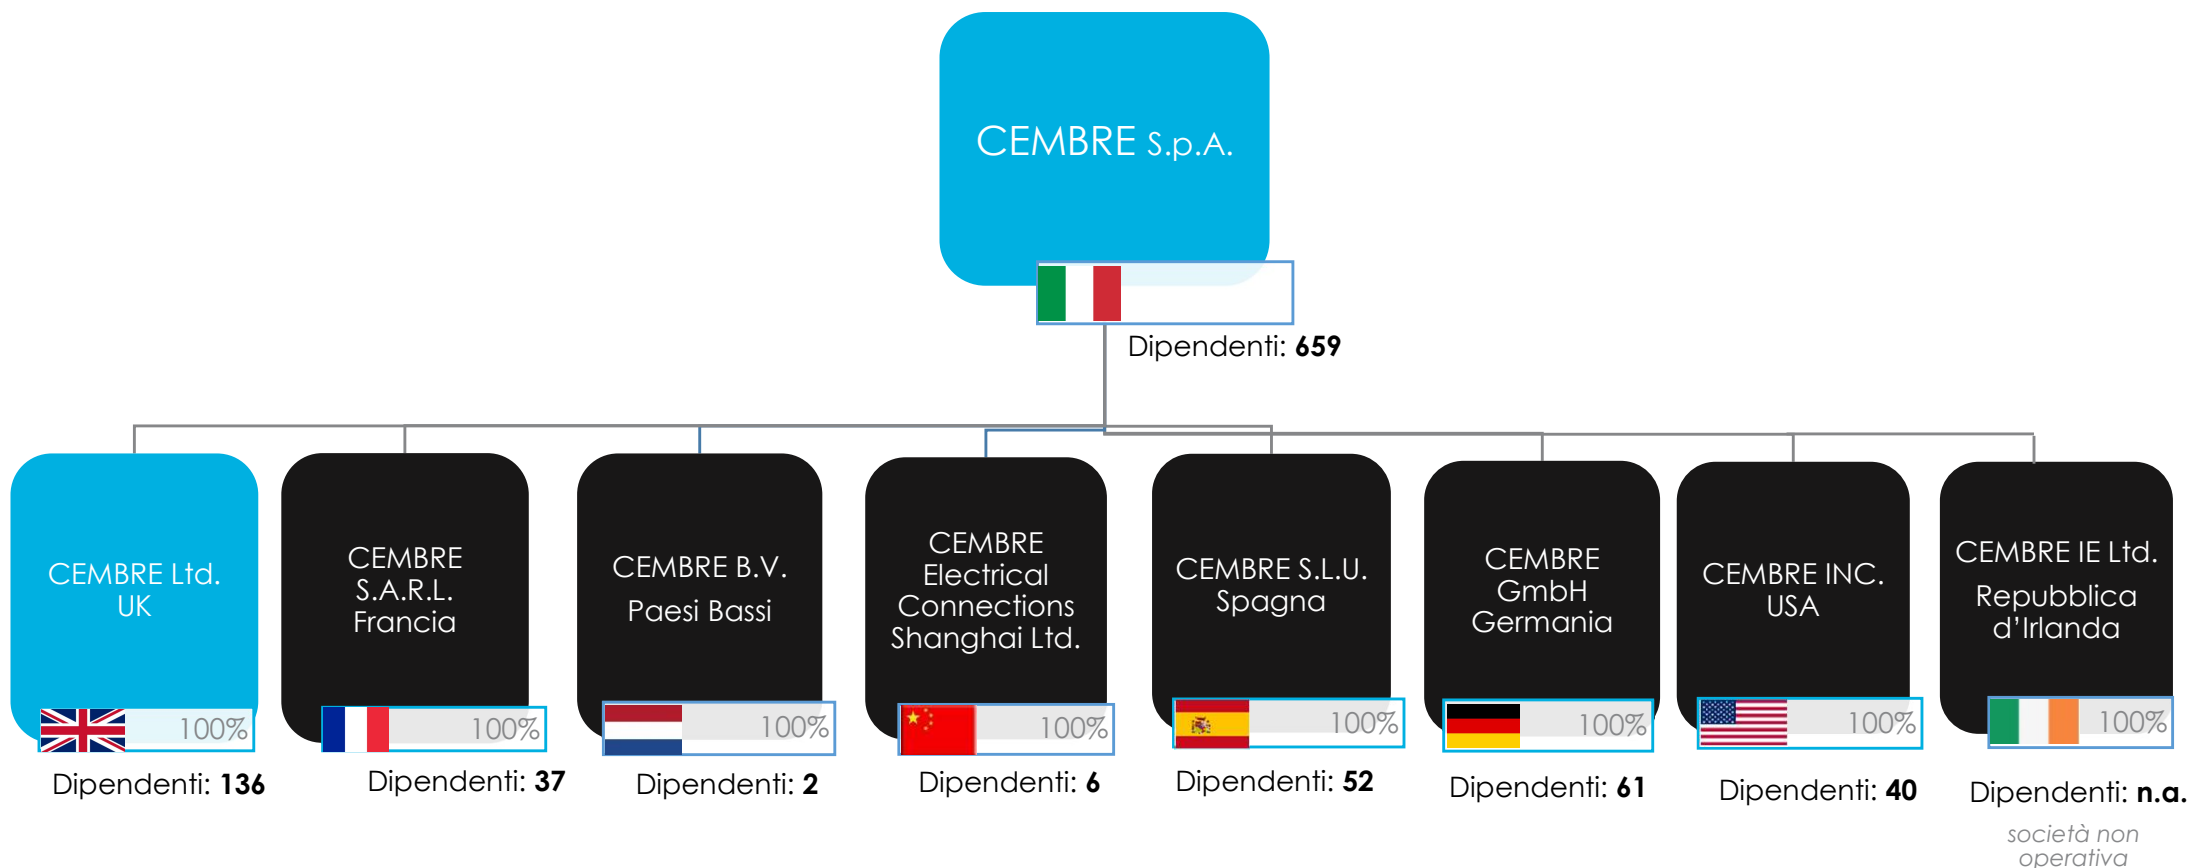 CEMBRE S.p.A.
Dipendenti: 659
CEMBRE Ltd.
UK
100%
Dipendenti: 136
CEMBRE
S.A.R.L.
Francia
100%
Dipendenti: 37
CEMBRE B.V.
Paesi Bassi
100%
Dipendenti: 2
CEMBRE
Electrical
Connections
Shanghai Ltd.
100%
Dipendenti: 6
CEMBRE S.L.U.
Spagna
100%
Dipendenti: 52
CEMBRE
GmbH
Germania
100%
Dipendenti: 61
CEMBRE INC.
USA
100%
Dipendenti: 40
CEMBRE IE Ltd.
Repubblica
d'Irlanda
100%
Dipendenti: n.a.
società non
operativa